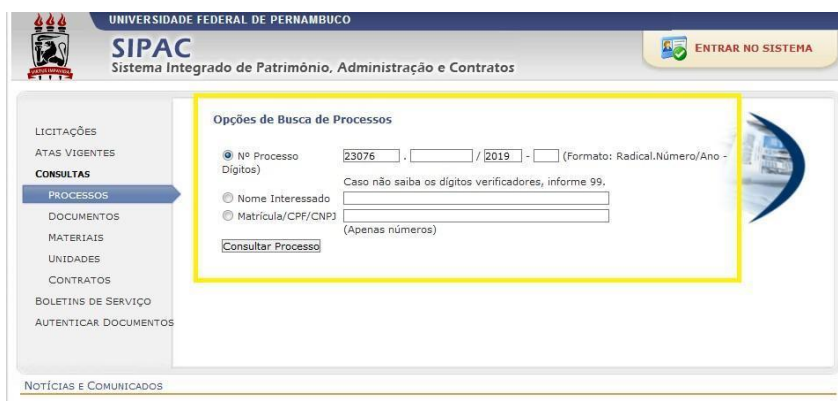 UNIVERSIDADE FEDERAL DE PERNAMBUCO
SIPAC
Sistema Integrado de Patrimônio, Administração e Contratos
ENTRAR NO SISTEMA
VIRTUS IMPAVIDA
LICITAÇÕES
ATAS VIGENTES
CONSULTAS
PROCESSOS
DOCUMENTOS
MATERIAIS
UNIDADES
CONTRATOS
BOLETINS DE SERVIÇO
AUTENTICAR DOCUMENTOS
Opções de Busca de Processos
Nº Processo 23076 . / 2019 - (Formato: Radical.Número/Ano -
Dígitos)
Caso não saiba os dígitos verificadores, informe 99.
Nome Interessado
Matrícula/CPF/CNPJ
(Apenas números)
Consultar Processo
NOTÍCIAS E COMUNICADOS